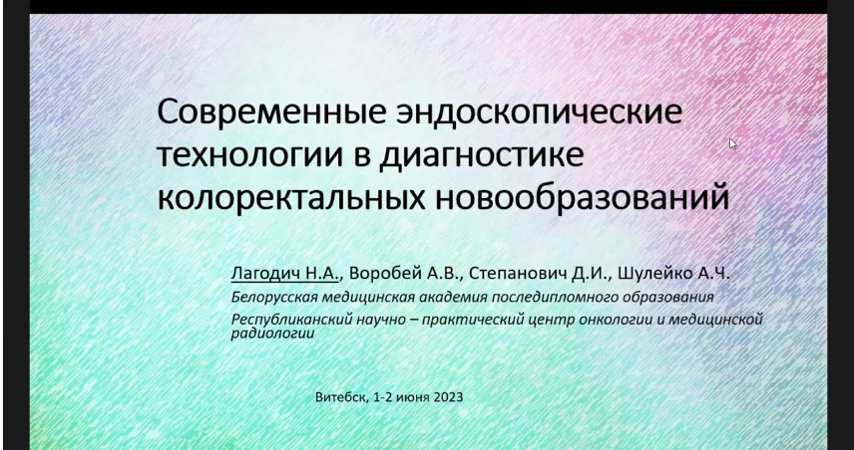 Современные эндоскопические
технологии в диагностике
колоректальных новообразований
Лагодич Н.А., Воробей А.В., Степанович Д.И., Шулейко А.Ч.
Белорусская медицинская академия последипломного образования
Республиканский научно – практический центр онкологии и медицинской
радиологии
Витебск, 1-2 июня 2023